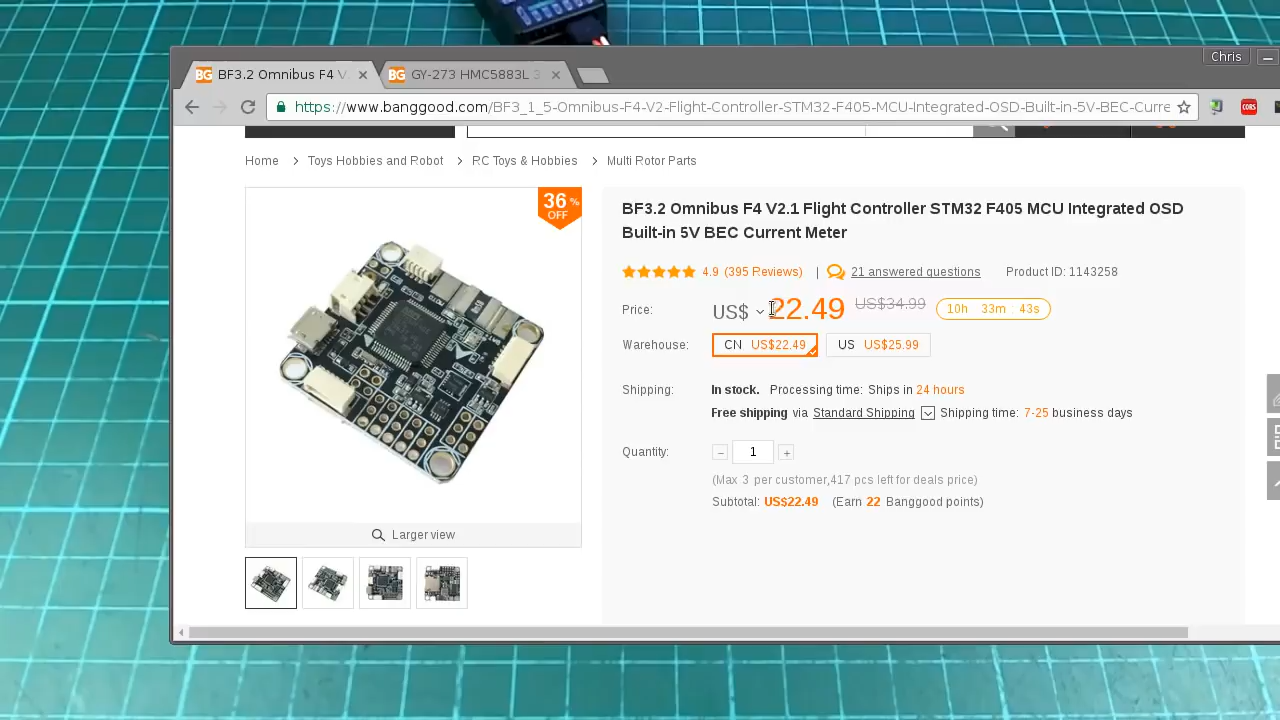 Chris
BG BF3.2 Omnibus F4 V
BG GY-273 HMC5883L 3
https://www.banggood.com/BF3_1_5-Omnibus-F4-V2-Flight-Controller-STM32-F405-MCU-Integrated-OSD-Built-in-5V-BEC-Curre
CORS
Home > Toys Hobbies and Robot > RC Toys & Hobbies > Multi Rotor Parts
36% OFF
BF3.2 Omnibus F4 V2.1 Flight Controller STM32 F405 MCU Integrated OSD
Built-in 5V BEC Current Meter
4.9 (395 Reviews) | 21 answered questions Product ID: 1143258
Price: US$ 22.49 US$34.99 10h 33m 43s
Warehouse: CN US$22.49 US US$25.99
Shipping: In stock. Processing time: Ships in 24 hours
Free shipping via Standard Shipping Shipping time: 7-25 business days
Quantity: − 1 +
(Max 3 per customer,417 pcs left for deals price)
Subtotal: US$22.49 (Earn 22 Banggood points)
Larger view